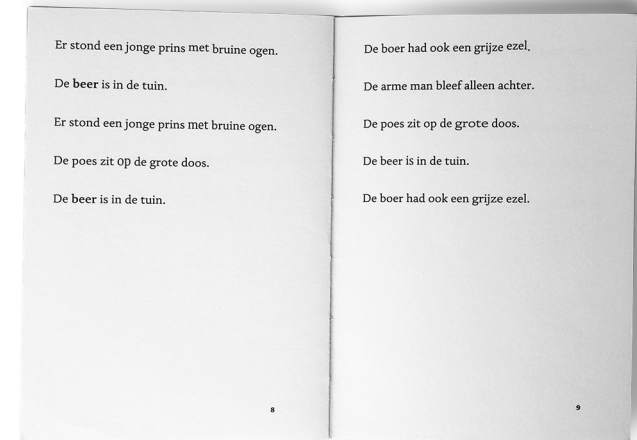 Er stond een jonge prins met bruine ogen.
De beer is in de tuin.
Er stond een jonge prins met bruine ogen.
De poes zit op de grote doos.
De beer is in de tuin.
8
De boer had ook een grijze ezel.
De arme man bleef alleen achter.
De poes zit op de grote doos.
De beer is in de tuin.
De boer had ook een grijze ezel.
9